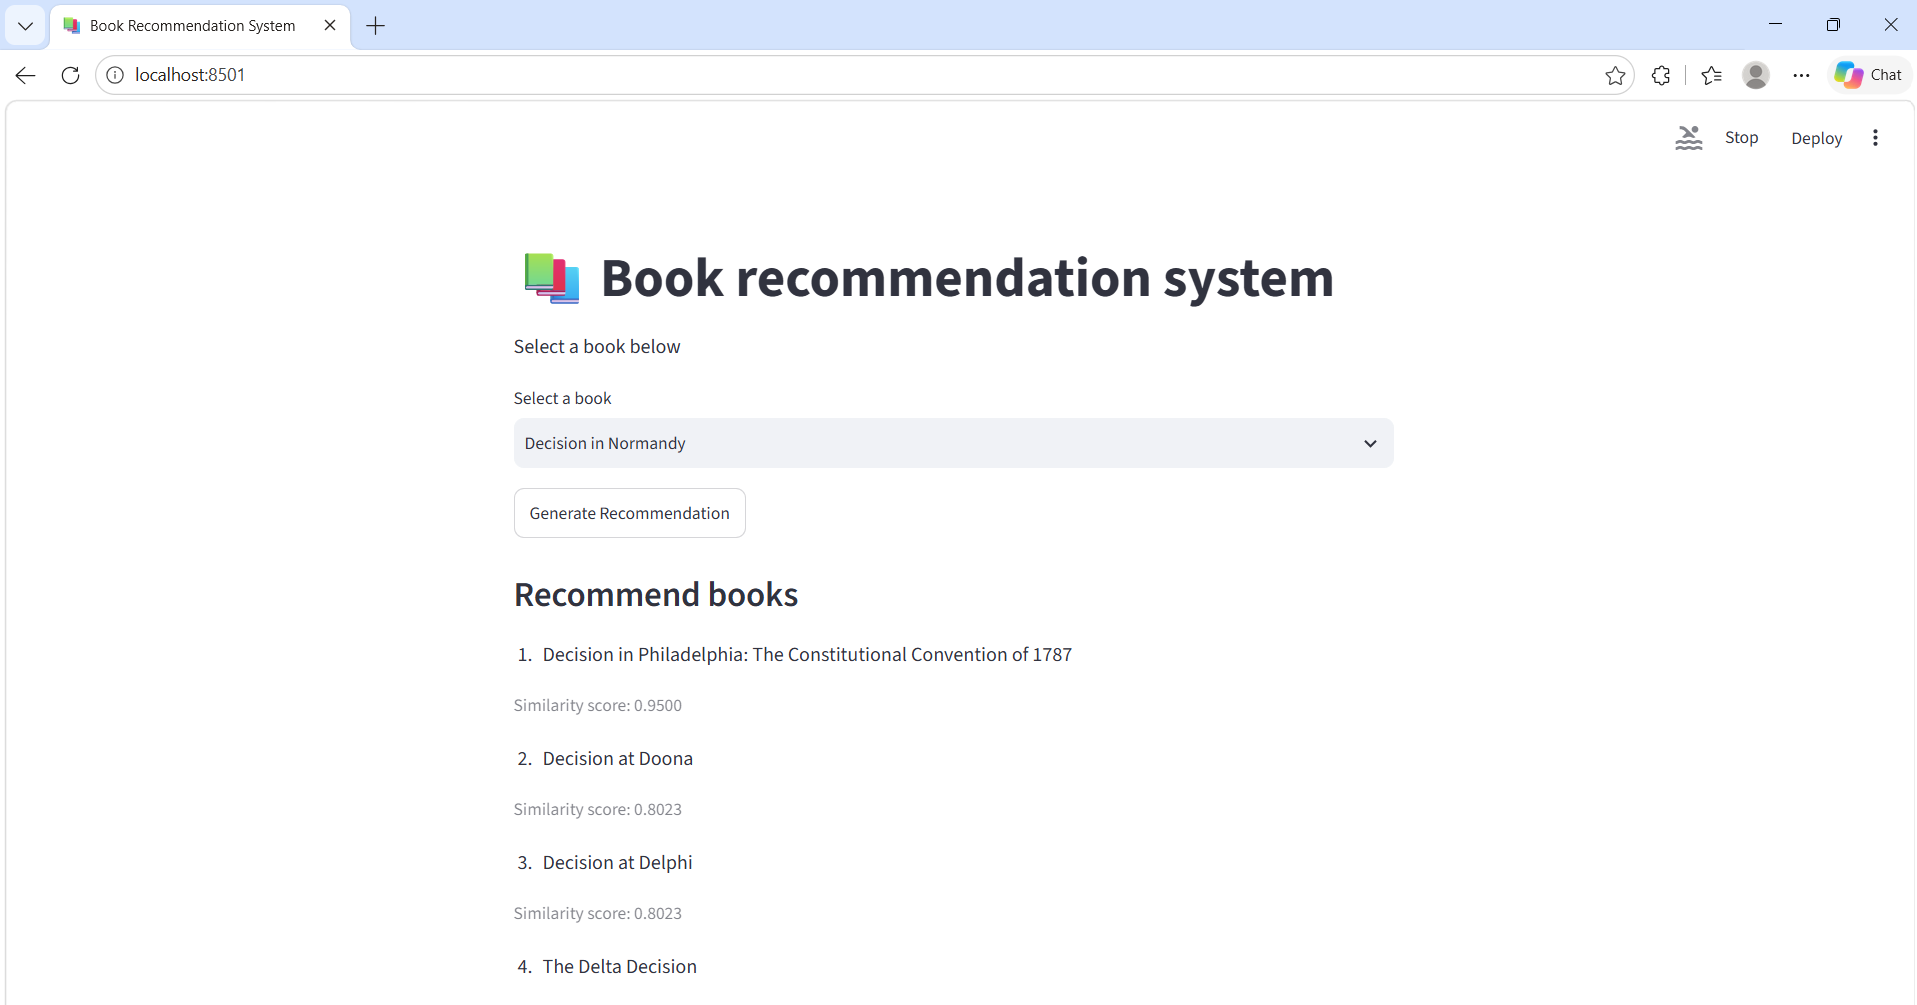 Book Recommendation System
localhost:8501
Chat
Stop
Deploy
Book recommendation system
Select a book below
Select a book
Decision in Normandy
Generate Recommendation
Recommend books
1. Decision in Philadelphia: The Constitutional Convention of 1787
Similarity score: 0.9500
2. Decision at Doona
Similarity score: 0.8023
3. Decision at Delphi
Similarity score: 0.8023
4. The Delta Decision